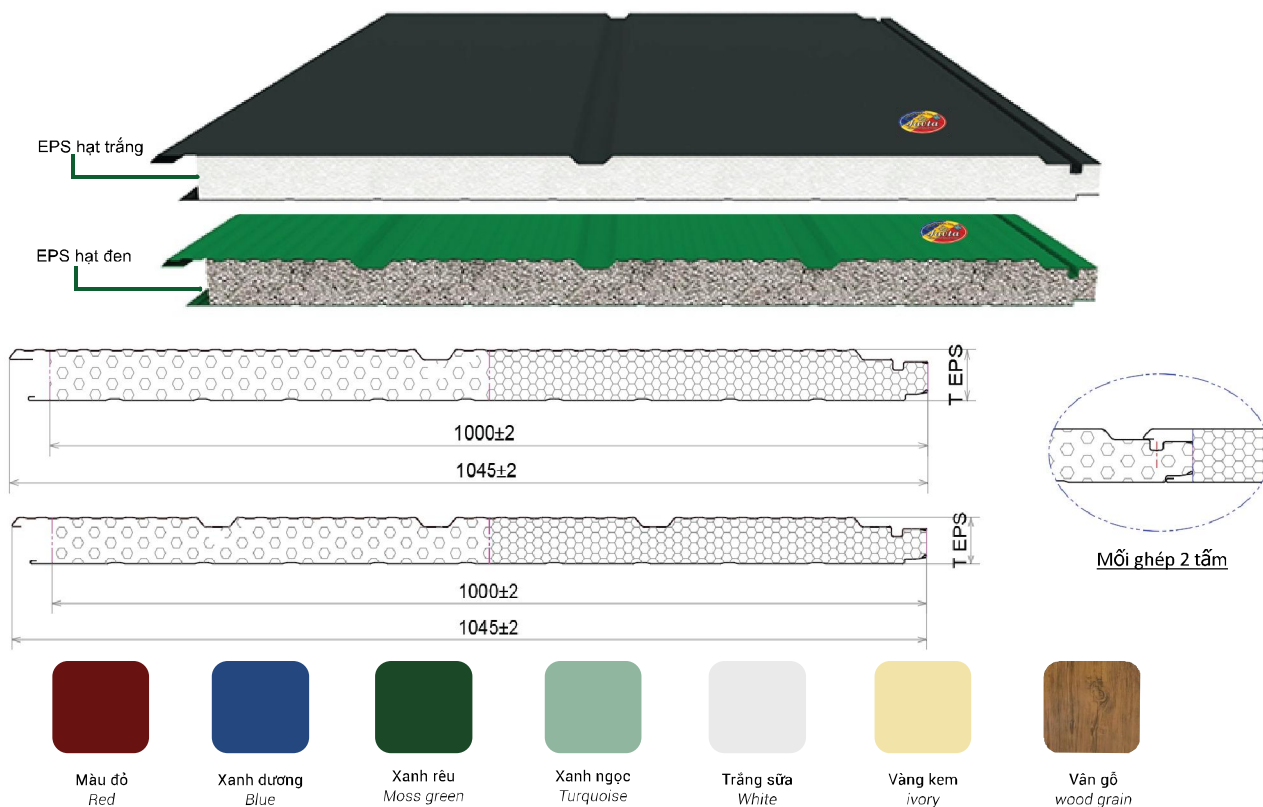 EPS hạt trắng
EPS hạt đen
T EPS
1000±2
1045±2
T EPS
1000±2
1045±2
Mối ghép 2 tấm
Màu đỏ
Red
Xanh dương
Blue
Xanh rêu
Moss green
Xanh ngọc
Turquoise
Trắng sữa
White
Vàng kem
ivory
Vân gỗ
wood grain